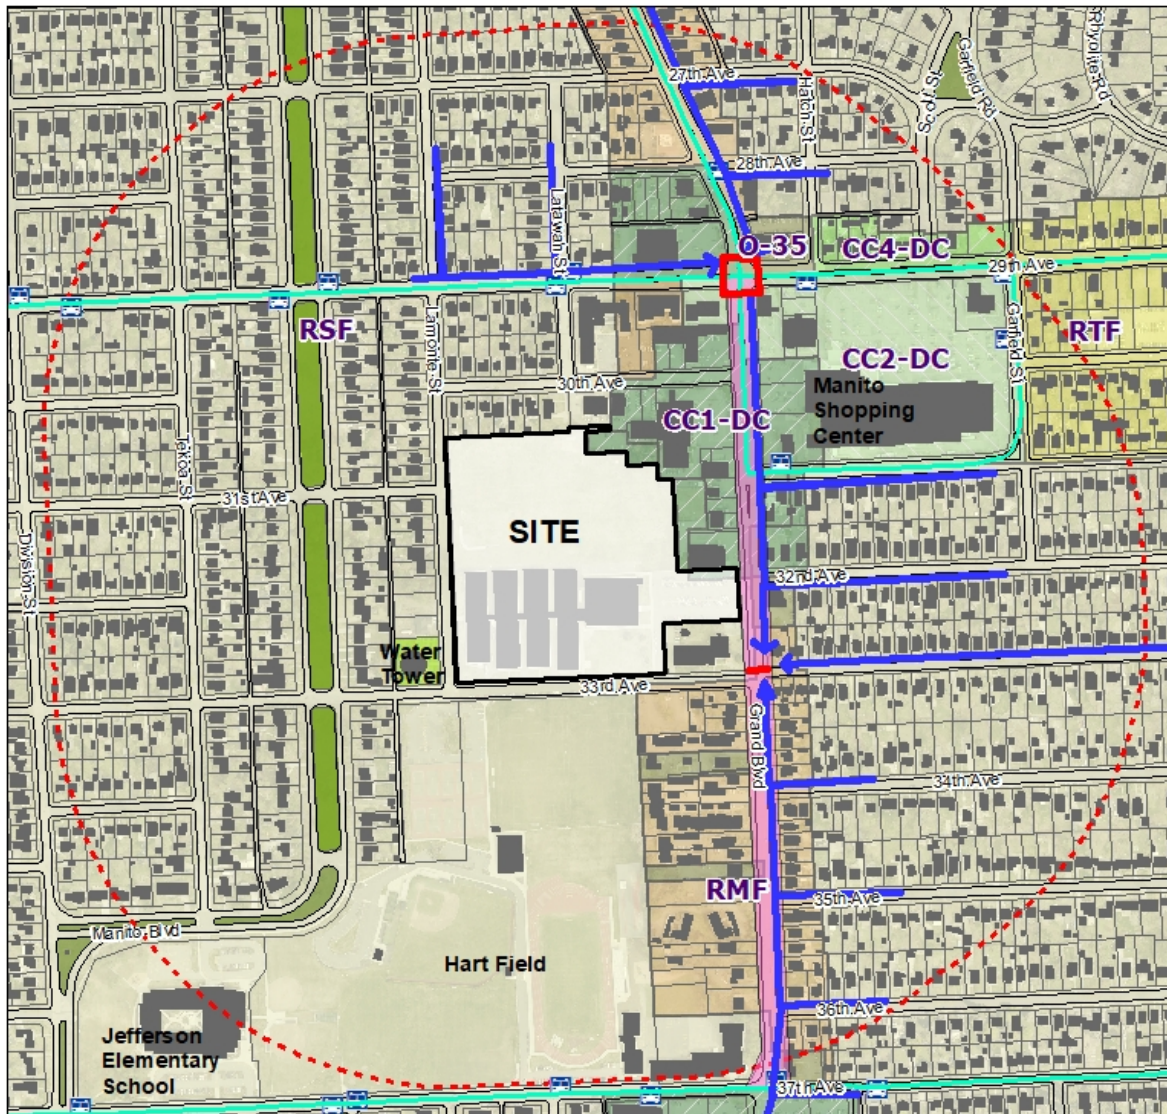 27th Ave
Hatch St
Scott St
Garfield Rd
Rhyolite Rd
28th Ave
Latawah St
O-35
CC4-DC
29th Ave
RSF
Lamonte St
CC2-DC
Garfield St
RTF
30th Ave
CC1-DC
Manito
Shopping
Center
Tekoa St
31st Ave
SITE
Division St
32nd Ave
Water
Tower
33rd Ave
Grand Blvd
34th Ave
RMF
35th Ave
Manito Blvd
Hart Field
36th Ave
Jefferson
Elementary
School
37th Ave